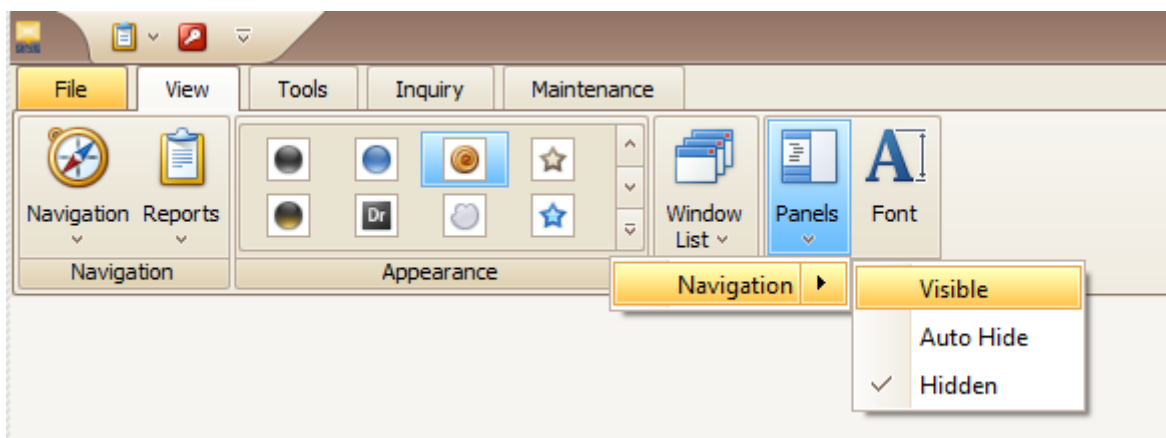 File View Tools Inquiry Maintenance
Dr
Navigation Reports Window List Panels Font
Navigation Appearance
Navigation
Visible
Auto Hide
Hidden